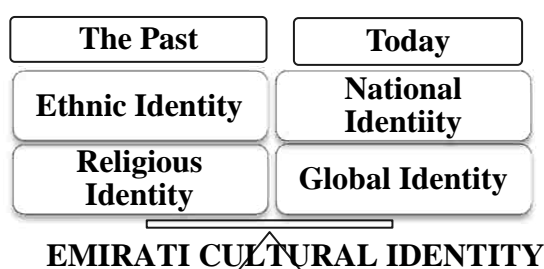 The Past
Today
Ethnic Identity
National
Identiity
Religious
Identity
Global Identity
EMIRATI CULTURAL IDENTITY